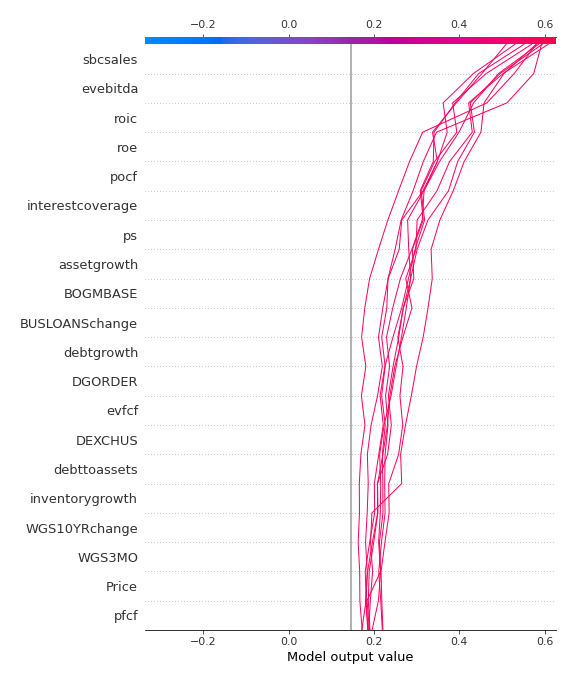 −0.2 0.0 0.2 0.4 0.6
sbcsales
evebitda
roic
roe
pocf
interestcoverage
ps
assetgrowth
BOGMBASE
BUSLOANSchange
debtgrowth
DGORDER
evfcf
DEXCHUS
debttoassets
inventorygrowth
WGS10YRchange
WGS3MO
Price
pfcf
−0.2 0.0 0.2 0.4 0.6
Model output value